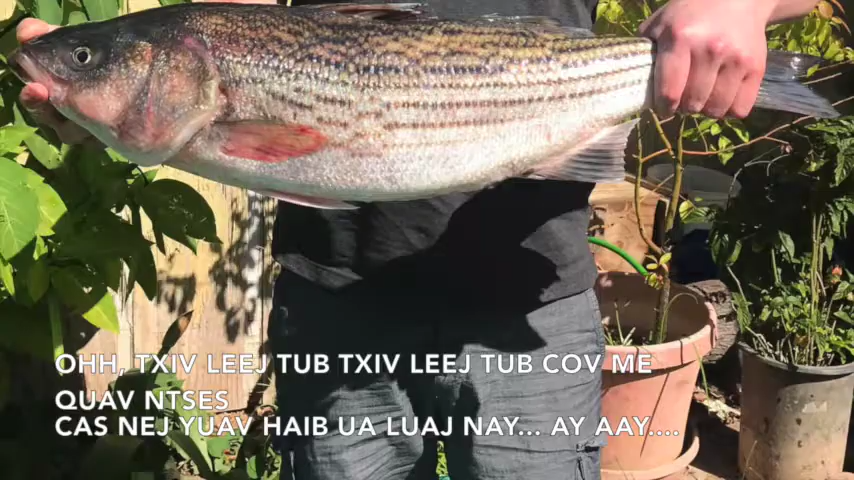 OHH, TXIV LEEJ TUB TXIV LEEJ TUB COV ME
QUAV NTSES
CAS NEJ YUAV HAIB UA LUAJ NAY... AY AAY....